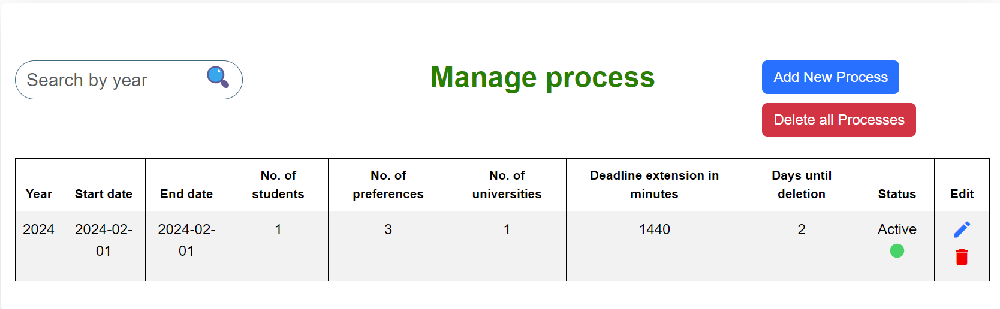 Search by year
Manage process
Add New Process
Delete all Processes
Year
Start date
End date
No. of
students
No. of
preferences
No. of
universities
Deadline extension in
minutes
Days until
deletion
Status
Edit
2024
2024-02-
01
2024-02-
01
1
3
1
1440
2
Active